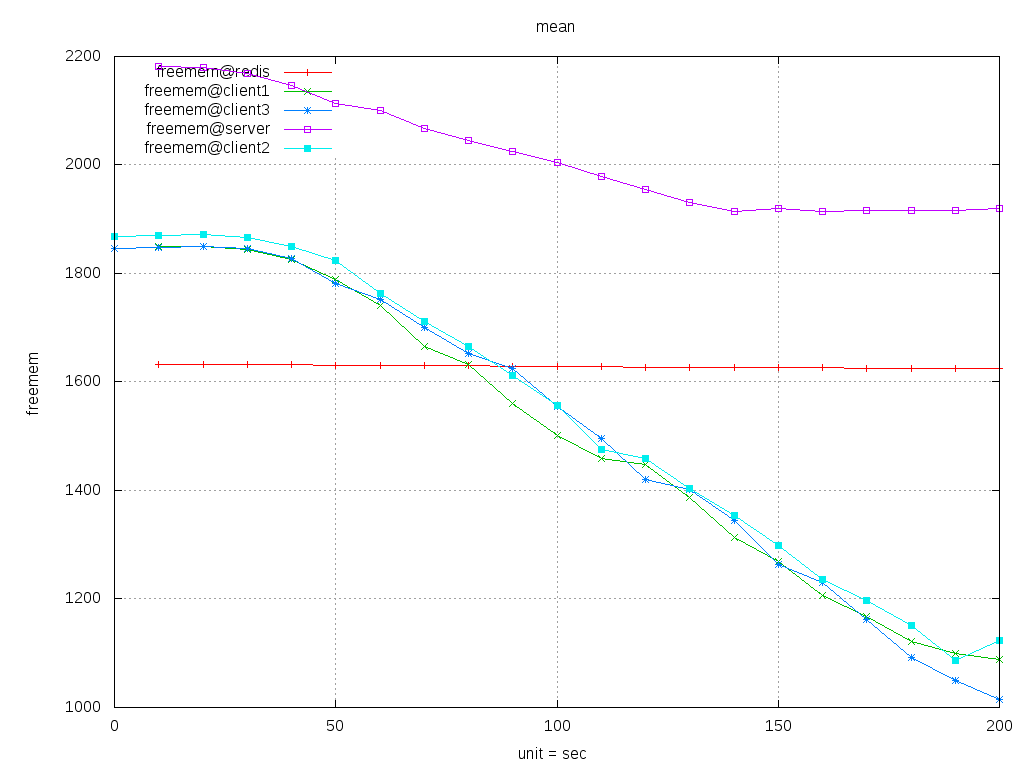 mean
2200
2000
1800
1600
1400
1200
1000
freemem
freemem@redis
freemem@client1
freemem@client3
freemem@server
freemem@client2
0 50 100 150 200
unit = sec